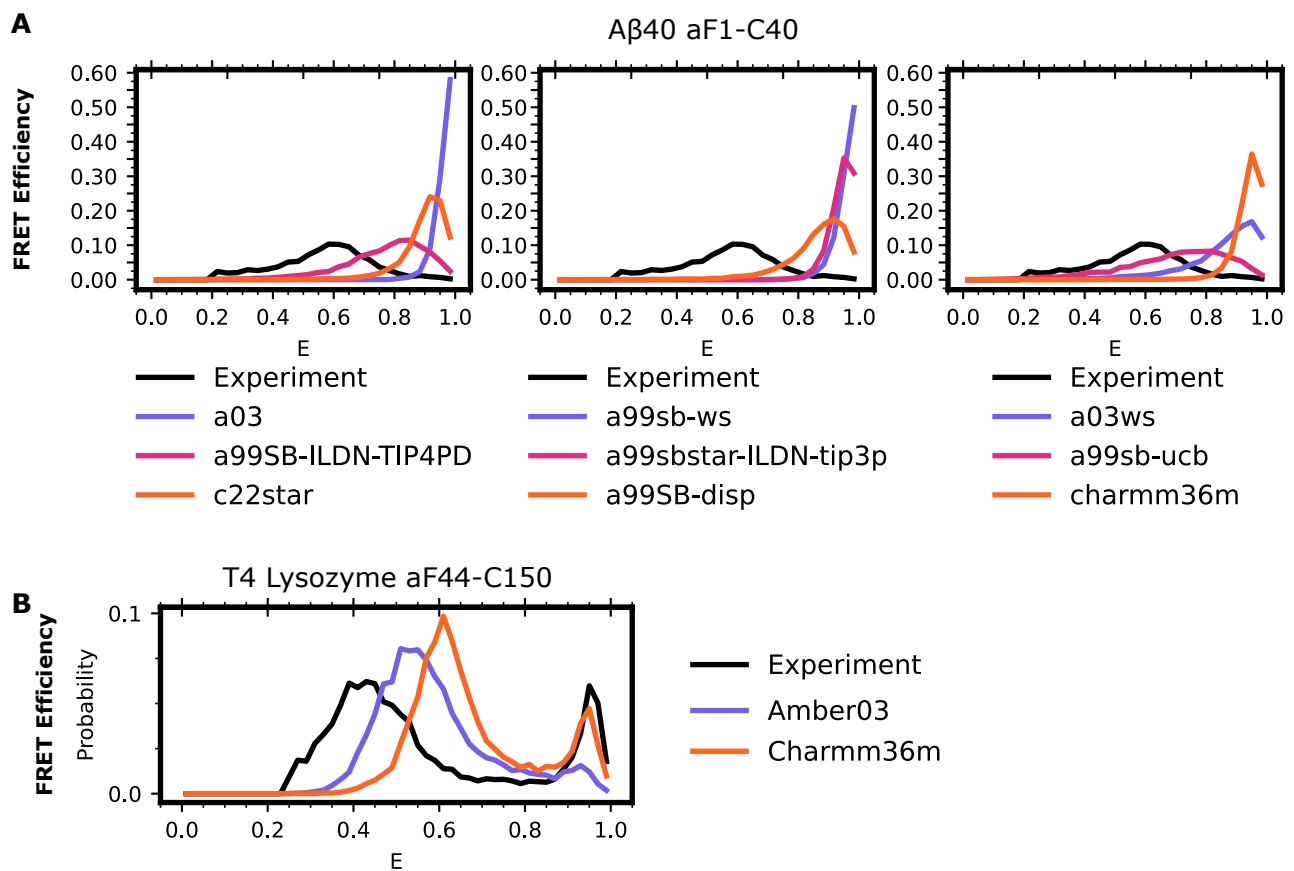 A
Aβ40 aF1-C40
FRET Efficiency
0.60
0.50
0.40
0.30
0.20
0.10
0.00
0.0 0.2 0.4 0.6 0.8 1.0
E
0.60
0.50
0.40
0.30
0.20
0.10
0.00
0.0 0.2 0.4 0.6 0.8 1.0
E
0.60
0.50
0.40
0.30
0.20
0.10
0.00
0.0 0.2 0.4 0.6 0.8 1.0
E
Experiment
a03
a99SB-ILDN-TIP4PD
c22star
Experiment
a99sb-ws
a99sbstar-ILDN-tip3p
a99SB-disp
Experiment
a03ws
a99sb-ucb
charmm36m
B
T4 Lysozyme aF44-C150
FRET Efficiency
Probability
0.1
0.0
0.0 0.2 0.4 0.6 0.8 1.0
E
Experiment
Amber03
Charmm36m